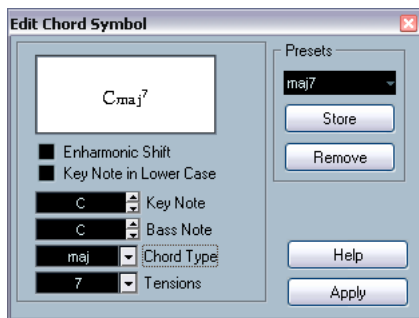 Edit Chord Symbol
Cmaj7
Enharmonic Shift
Key Note in Lower Case
C Key Note
C Bass Note
maj Chord Type
7 Tensions
Presets
maj7
Store
Remove
Help
Apply